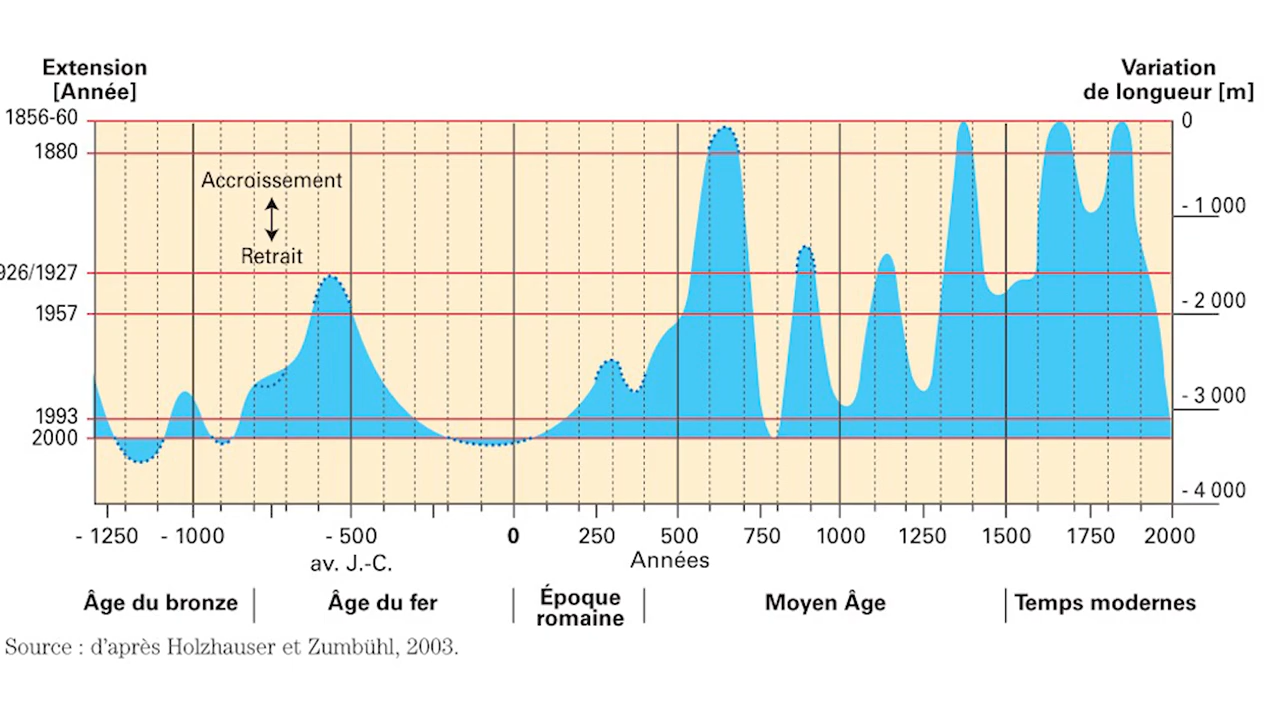 Extension
[Année]
Variation
de longueur [m]
1856-60
0
1880
Accroissement
- 1 000
Retrait
926/1927
- 2 000
1957
- 3 000
1993
2000
- 4 000
- 1250
- 1000
- 500
0
250
500
750
1000
1250
1500
1750
2000
av. J.-C.
Années
Âge du bronze
Âge du fer
Époque
romaine
Moyen Âge
Temps modernes
Source : d'après Holzhauser et Zumbühl, 2003.